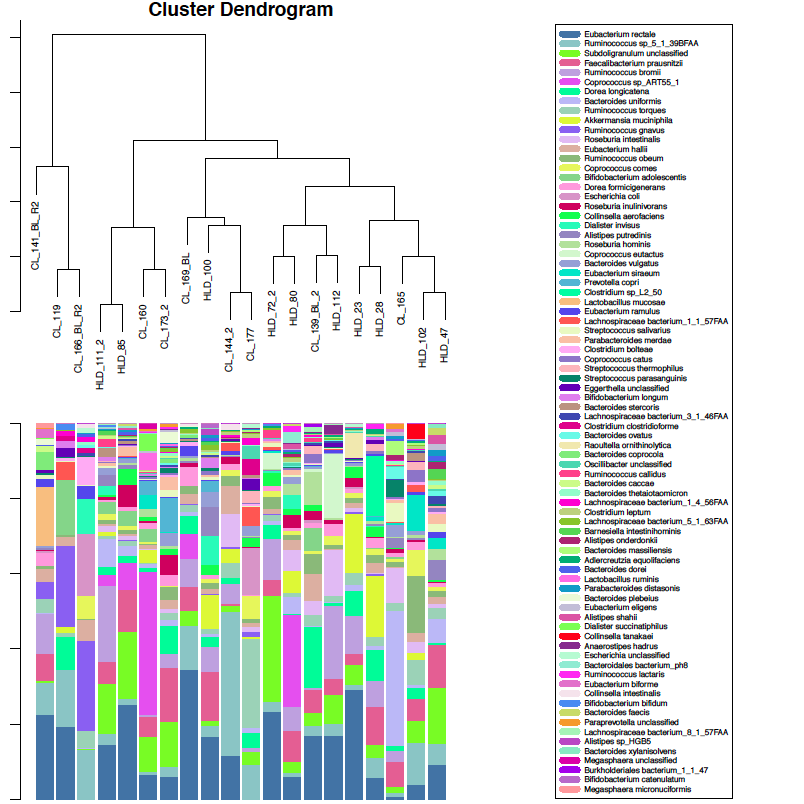 Cluster Dendrogram
CL_141_BL_R2
CL_119
CL_166_BL_R2
HLD_111_2
HLD_85
CL_160
CL_173_2
CL_169_BL
HLD_100
CL_144_2
CL_177
HLD_72_2
HLD_80
CL_139_BL_2
HLD_112
HLD_23
HLD_28
CL_165
HLD_102
HLD_47
Eubacterium rectale
Ruminococcus sp_5_1_39BFAA
Subdoligranulum unclassified
Faecalibacterium prausnitzii
Ruminococcus bromii
Coprococcus sp_ART55_1
Dorea longicatena
Bacteroides uniformis
Ruminococcus torques
Akkermansia muciniphila
Ruminococcus gnavus
Roseburia intestinalis
Eubacterium hallii
Ruminococcus obeum
Coprococcus comes
Bifidobacterium adolescentis
Dorea formicigenerans
Escherichia coli
Roseburia inulinivorans
Collinsella aerofaciens
Dialister invisus
Alistipes putredinis
Roseburia hominis
Coprococcus eutactus
Bacteroides vulgatus
Eubacterium siraeum
Prevotella copri
Clostridium sp_L2_50
Lactobacillus mucosae
Eubacterium ramulus
Lachnospiraceae bacterium_1_1_57FAA
Streptococcus salivarius
Parabacteroides merdae
Clostridium bolteae
Coprococcus catus
Streptococcus thermophilus
Streptococcus parasanguinis
Eggerthella unclassified
Bifidobacterium longum
Bacteroides stercoris
Lachnospiraceae bacterium_3_1_46FAA
Clostridium clostridioforme
Bacteroides ovatus
Raoultella ornithinolytica
Bacteroides coprocola
Oscillibacter unclassified
Ruminococcus callidus
Bacteroides caccae
Bacteroides thetaiotaomicron
Lachnospiraceae bacterium_1_4_56FAA
Clostridium leptum
Lachnospiraceae bacterium_5_1_63FAA
Barnesiella intestinihominis
Alistipes onderdonkii
Bacteroides massiliensis
Adlercreutzia equolifaciens
Bacteroides dorei
Lactobacillus ruminis
Parabacteroides distasonis
Bacteroides plebeius
Eubacterium eligens
Alistipes shahii
Dialister succinatiphilus
Collinsella tanakaei
Anaerostipes hadrus
Escherichia unclassified
Bacteroidales bacterium_ph8
Ruminococcus lactaris
Eubacterium biforme
Collinsella intestinalis
Bifidobacterium bifidum
Bacteroides faecis
Paraprevotella unclassified
Lachnospiraceae bacterium_8_1_57FAA
Alistipes sp_HGB5
Bacteroides xylanisolvens
Megasphaera unclassified
Burkholderiales bacterium_1_1_47
Bifidobacterium catenulatum
Megasphaera micronuciformis